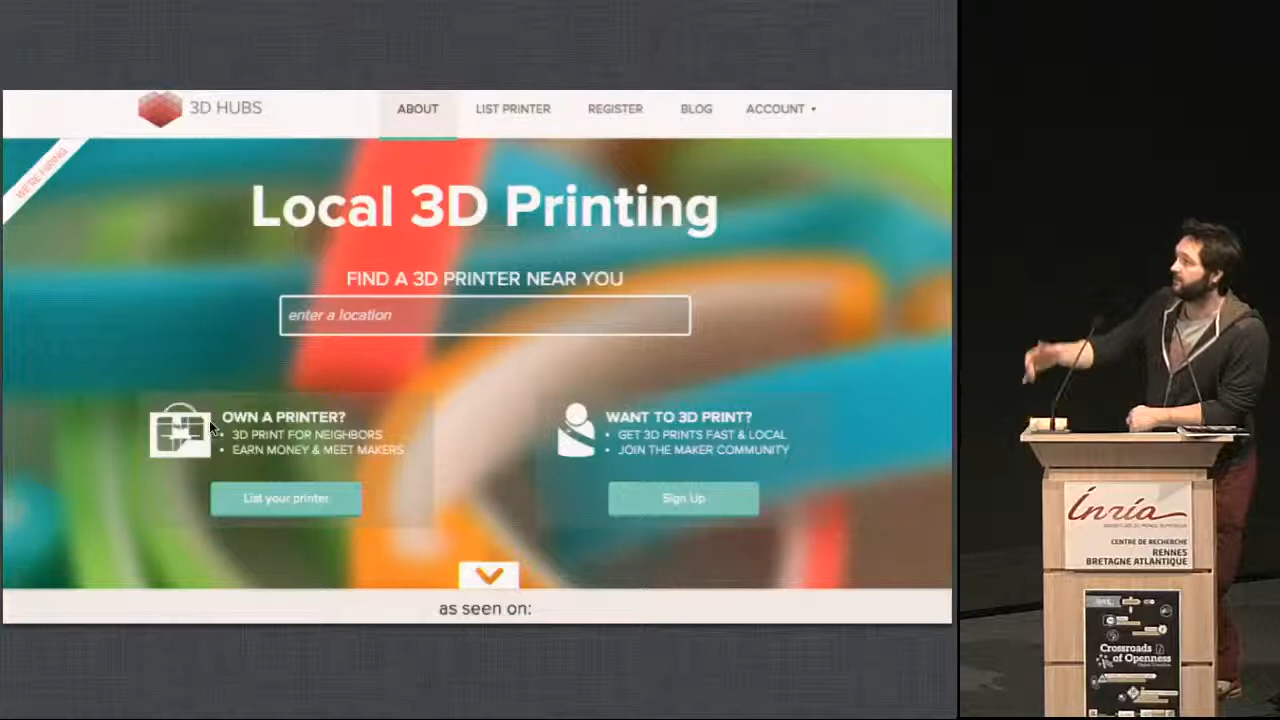 3D HUBS
ABOUT
LIST PRINTER
REGISTER
BLOG
ACCOUNT
WE'RE HIRING
Local 3D Printing
FIND A 3D PRINTER NEAR YOU
enter a location
OWN A PRINTER?
• 3D PRINT FOR NEIGHBORS
• EARN MONEY & MEET MAKERS
List your printer
WANT TO 3D PRINT?
• GET 3D PRINTS FAST & LOCAL
• JOIN THE MAKER COMMUNITY
Sign Up
as seen on:
Inria
CENTRE DE RECHERCHE
RENNES
BRETAGNE ATLANTIQUE
Crossroads
of Openness